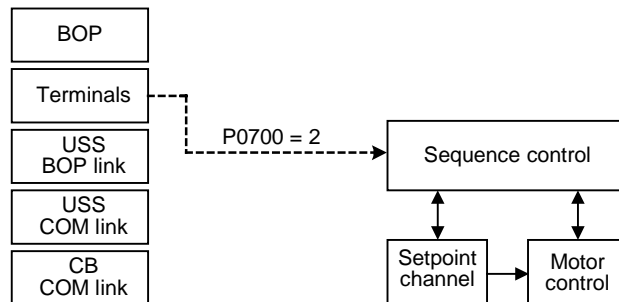 BOP
Terminals
USS
BOP link
USS
COM link
CB
COM link
P0700 = 2
Sequence control
Setpoint
channel
Motor
control